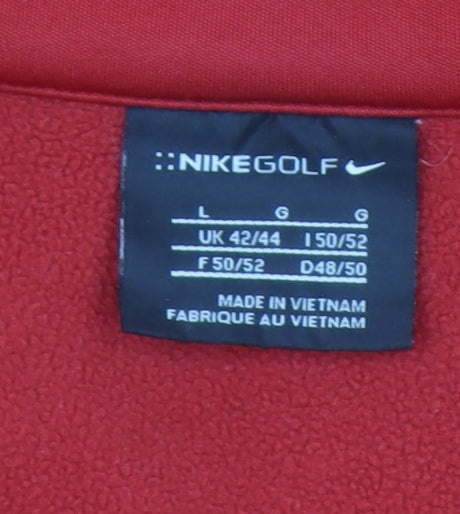 ::NIKEGOLF
L G G
UK 42/44 I 50/52
F 50/52 D48/50
MADE IN VIETNAM
FABRIQUE AU VIETNAM